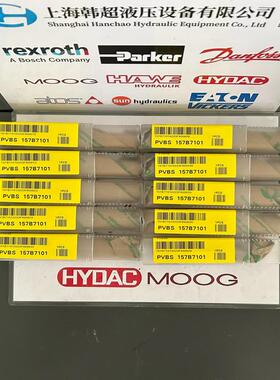 上海韩超液压设备有限公司
Shanghai Hanchao Hydraulic Equipment Co., Ltd
rexroth
A Bosch Company
Parker
Danfoss
MOOG
HAWE
HYDRAULIK
HYDAC
atos
sun hydraulics
EATON
VICKERS
PVBS 157B7101
PVBS 157B7101
PVBS 157B7101
PVBS 157B7101
PVBS 157B7101
PVBS 157B7101
PVBS 157B7101
PVBS 157B7101
PVBS 157B7101
PVBS 157B7101
HYDAC MOOG